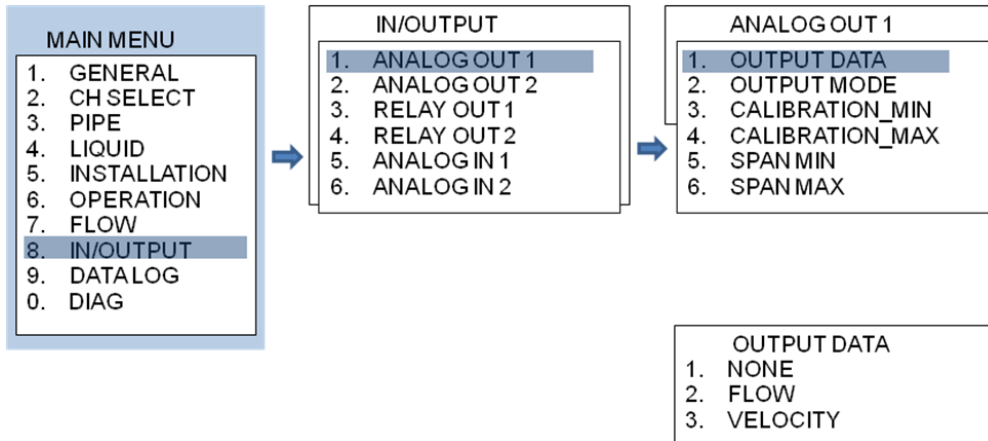 MAIN MENU
1. GENERAL
2. CH SELECT
3. PIPE
4. LIQUID
5. INSTALLATION
6. OPERATION
7. FLOW
8. IN/OUTPUT
9. DATA LOG
0. DIAG
IN/OUTPUT
1. ANALOG OUT 1
2. ANALOG OUT 2
3. RELAY OUT 1
4. RELAY OUT 2
5. ANALOG IN 1
6. ANALOG IN 2
ANALOG OUT 1
1. OUTPUT DATA
2. OUTPUT MODE
3. CALIBRATION_MIN
4. CALIBRATION_MAX
5. SPAN MIN
6. SPAN MAX
OUTPUT DATA
1. NONE
2. FLOW
3. VELOCITY